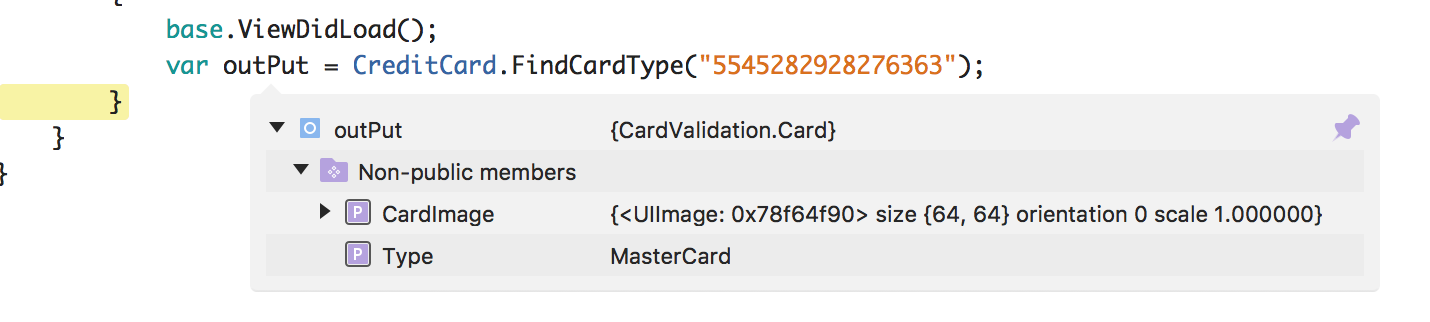 {
base.ViewDidLoad();
var outPut = CreditCard.FindCardType("5545282928276363");
}
outPut {CardValidation.Card}
}
Non-public members
}
P CardImage {<UIImage: 0x78f64f90> size {64, 64} orientation 0 scale 1.000000}
P Type MasterCard